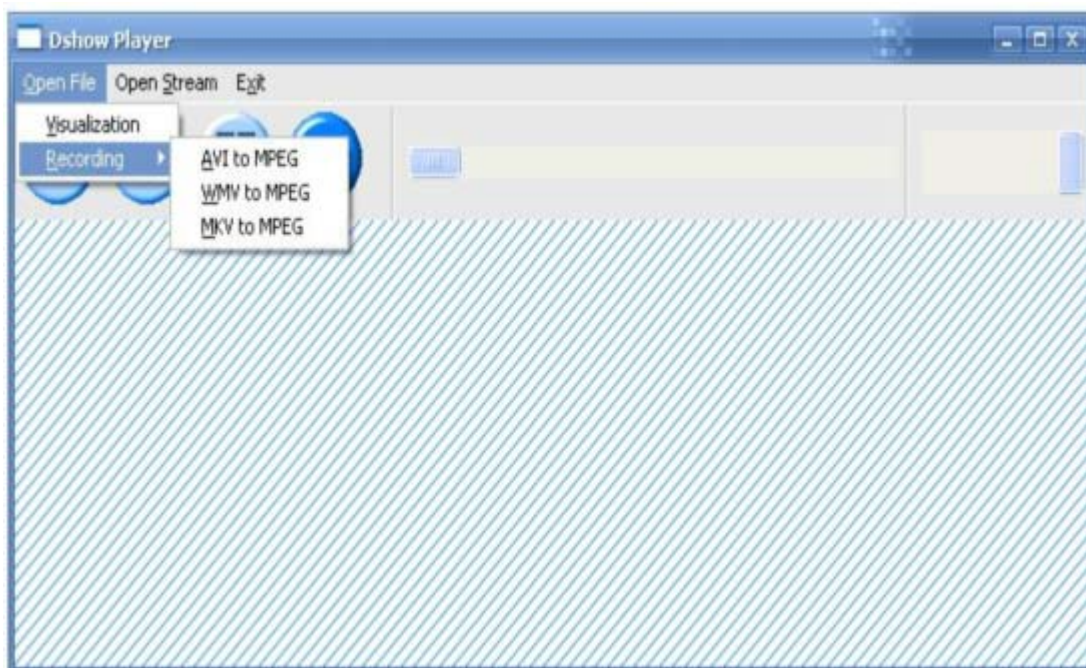 Dshow Player
Open File Open Stream Exit
Visualization
Recording
AVI to MPEG
WMV to MPEG
MKV to MPEG